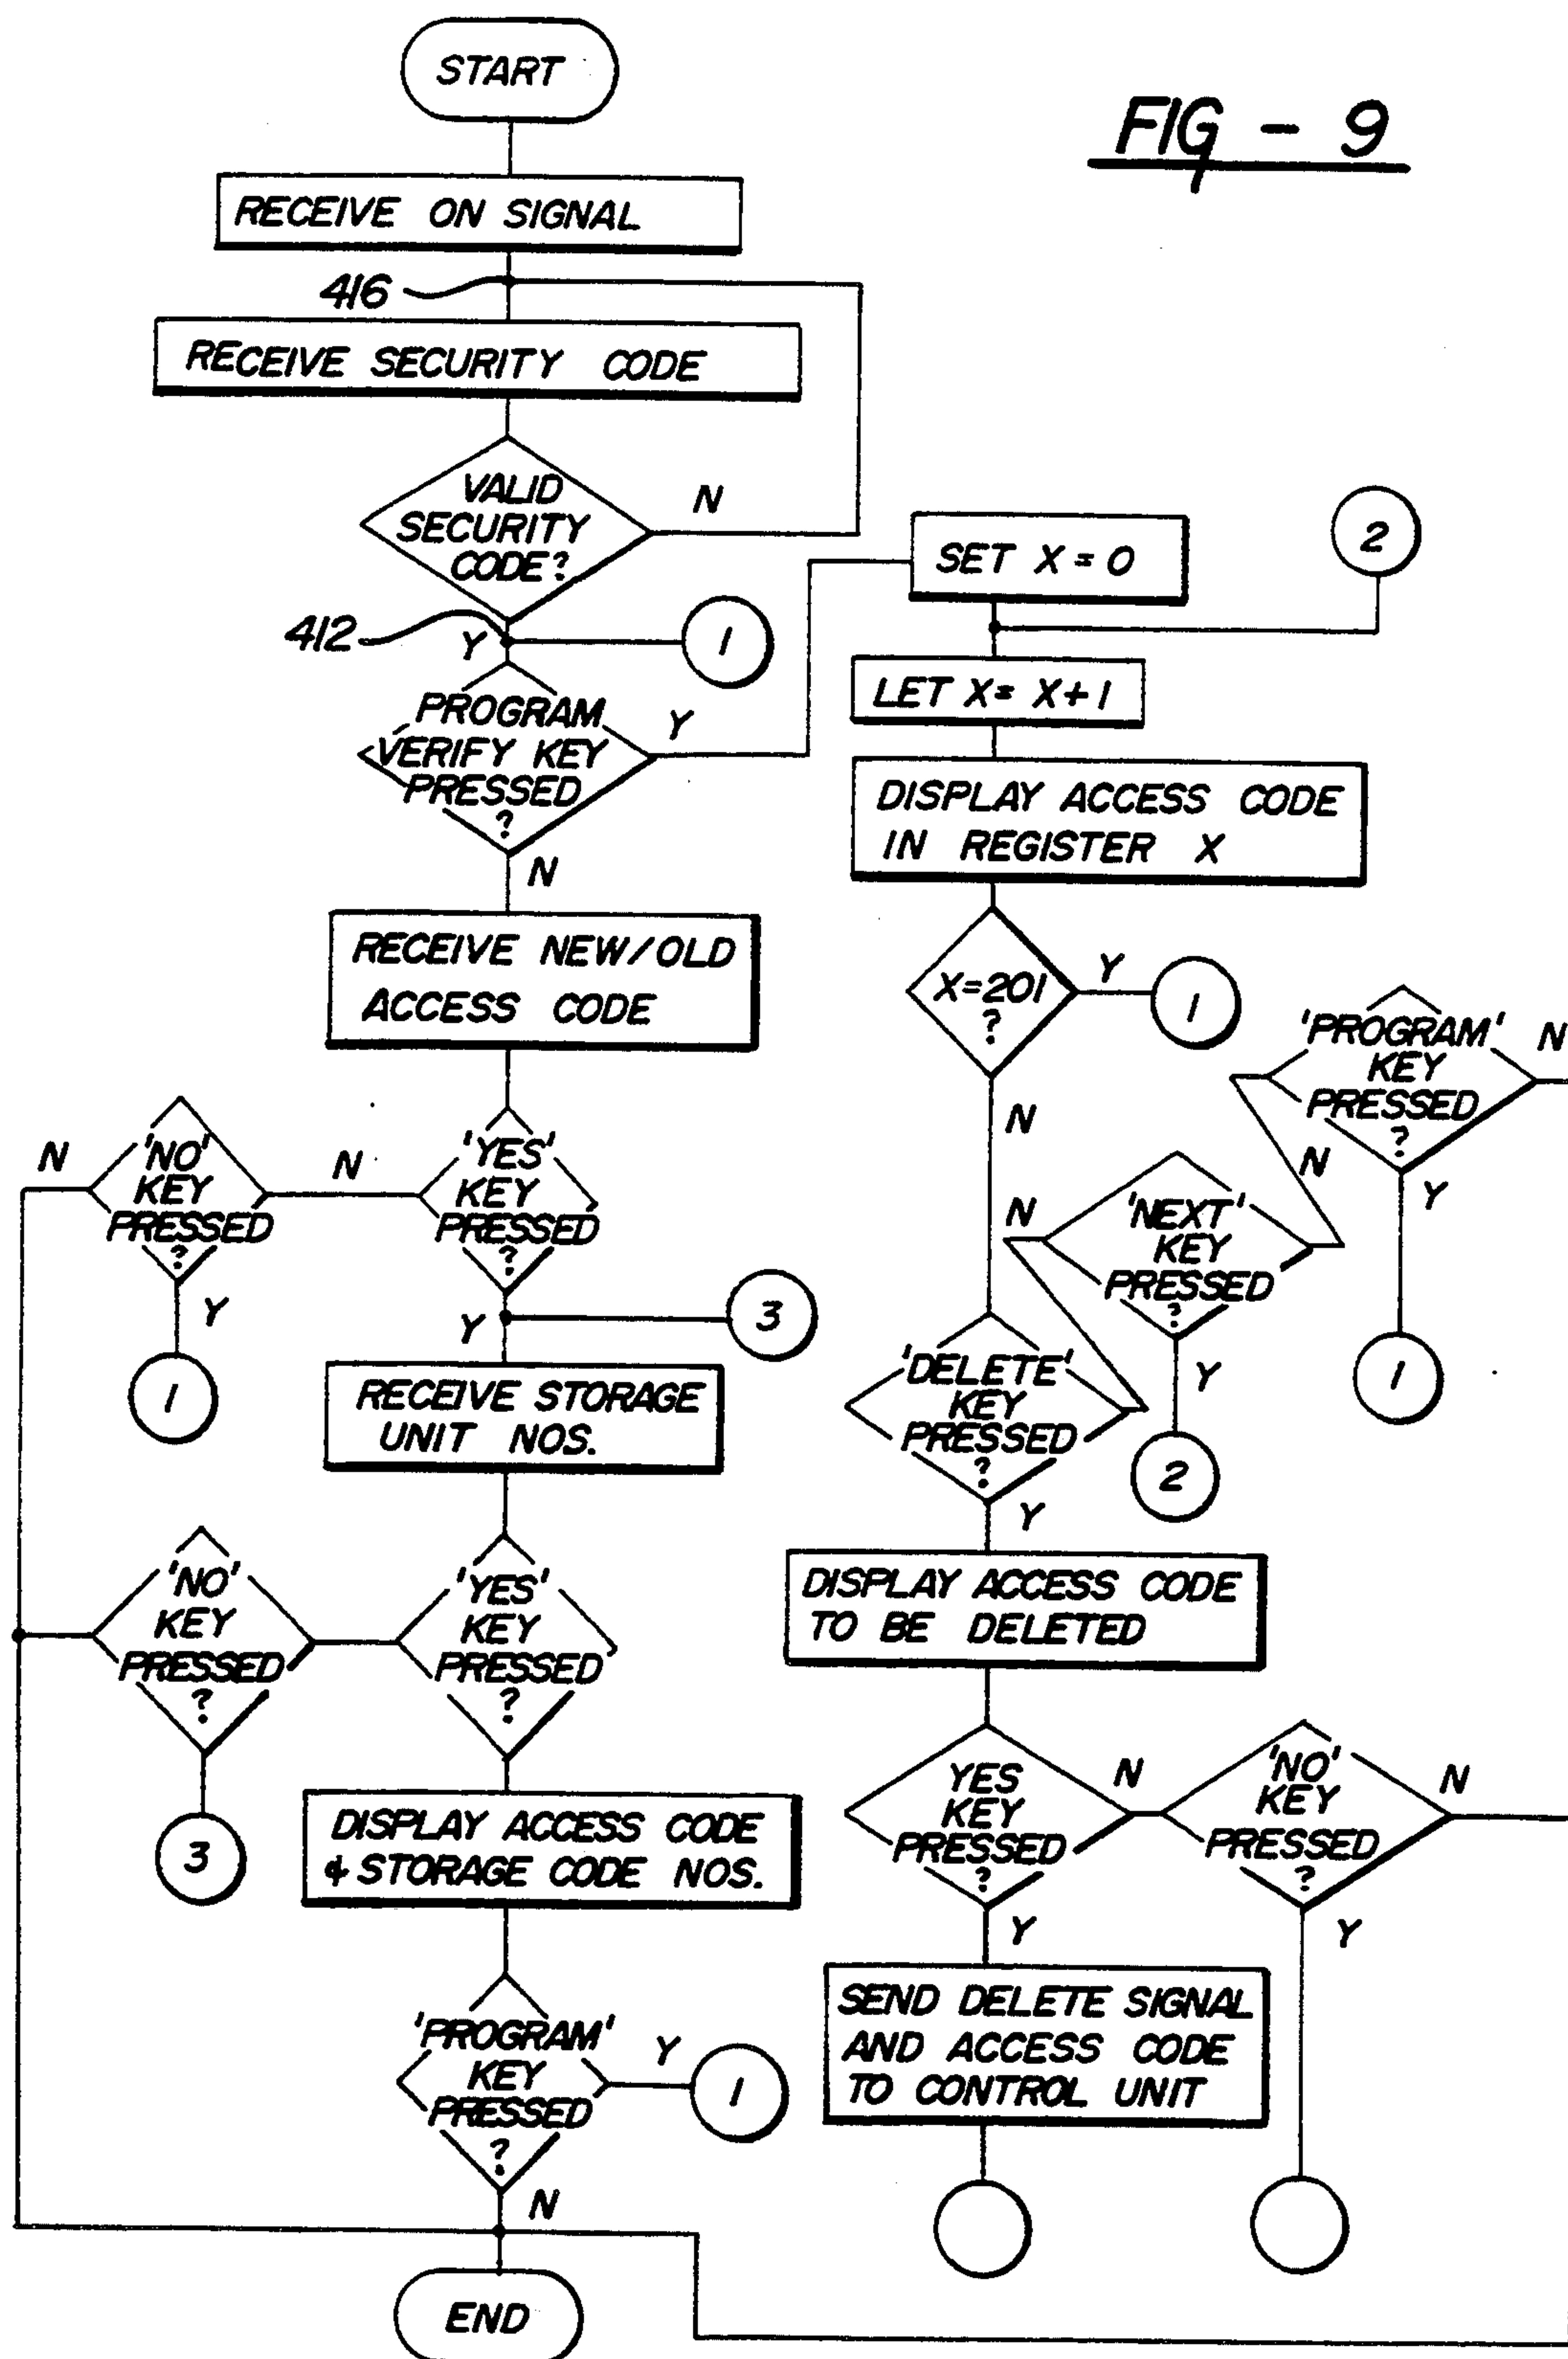 START
FIG - 9
RECEIVE ON SIGNAL
416
RECEIVE SECURITY CODE
VALID
SECURITY
CODE?
N
412
Y
1
PROGRAM
VERIFY KEY
PRESSED
?
Y
N
RECEIVE NEW/OLD
ACCESS CODE
'YES'
KEY
PRESSED
?
N
'NO'
KEY
PRESSED
?
N
Y
1
Y
3
RECEIVE STORAGE
UNIT NOS.
'YES'
KEY
PRESSED
?
'NO'
KEY
PRESSED
?
3
DISPLAY ACCESS CODE
& STORAGE CODE NOS.
'PROGRAM'
KEY
PRESSED
?
Y
1
N
END
SET X = 0
2
LET X = X+1
DISPLAY ACCESS CODE
IN REGISTER X
X=201
?
Y
1
N
'DELETE'
KEY
PRESSED
?
N
'NEXT'
KEY
PRESSED
?
N
Y
2
'PROGRAM'
KEY
PRESSED
?
N
Y
1
Y
DISPLAY ACCESS CODE
TO BE DELETED
YES
KEY
PRESSED
?
N
'NO'
KEY
PRESSED
?
N
Y
Y
SEND DELETE SIGNAL
AND ACCESS CODE
TO CONTROL UNIT